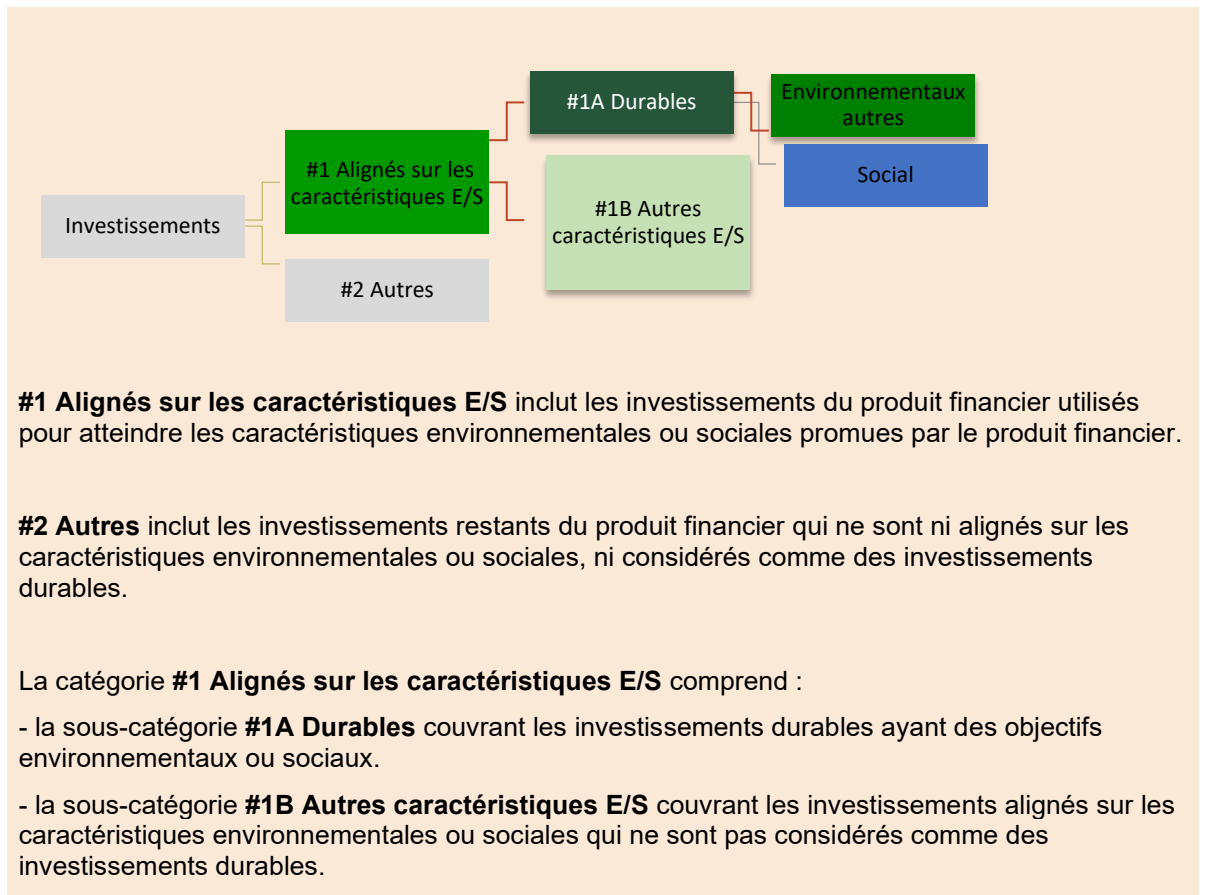 #1A Durables
Environnementaux
autres
#1 Alignés sur les
caractéristiques E/S
Social
#1B Autres
caractéristiques E/S
Investissements
#2 Autres
#1 Alignés sur les caractéristiques E/S inclut les investissements du produit financier utilisés
pour atteindre les caractéristiques environnementales ou sociales promues par le produit financier.
#2 Autres inclut les investissements restants du produit financier qui ne sont ni alignés sur les
caractéristiques environnementales ou sociales, ni considérés comme des investissements
durables.
La catégorie #1 Alignés sur les caractéristiques E/S comprend :
- la sous-catégorie #1A Durables couvrant les investissements durables ayant des objectifs
environnementaux ou sociaux.
- la sous-catégorie #1B Autres caractéristiques E/S couvrant les investissements alignés sur les
caractéristiques environnementales ou sociales qui ne sont pas considérés comme des
investissements durables.